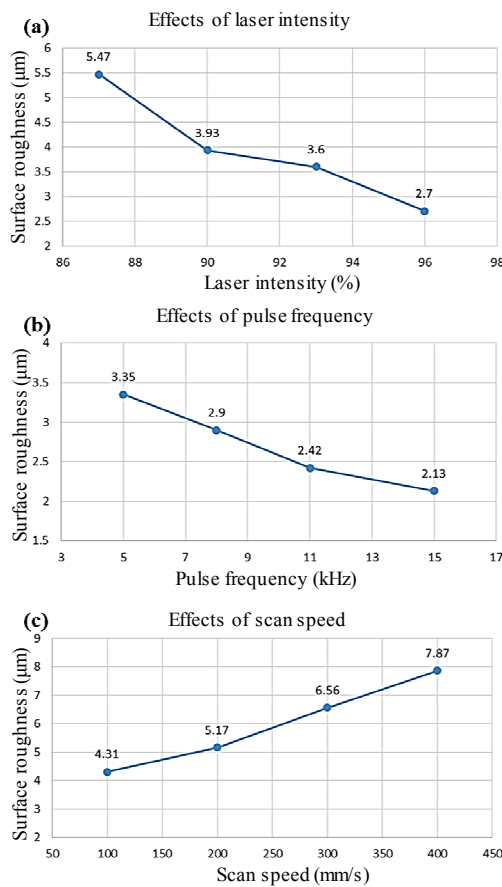 (a)
Effects of laser intensity
Surface roughness (μm)
6
5.5
5
4.5
4
3.5
3
2.5
2
5.47
3.93
3.6
2.7
86 88 90 92 94 96 98
Laser intensity (%)
(b)
Effects of pulse frequency
Surface roughness (μm)
4
3.5
3
2.5
2
1.5
3.35
2.9
2.42
2.13
3 5 7 9 11 13 15 17
Pulse frequency (kHz)
(c)
Effects of scan speed
Surface roughness (μm)
9
8
7
6
5
4
3
2
4.31
5.17
6.56
7.87
50 100 150 200 250 300 350 400 450
Scan speed (mm/s)